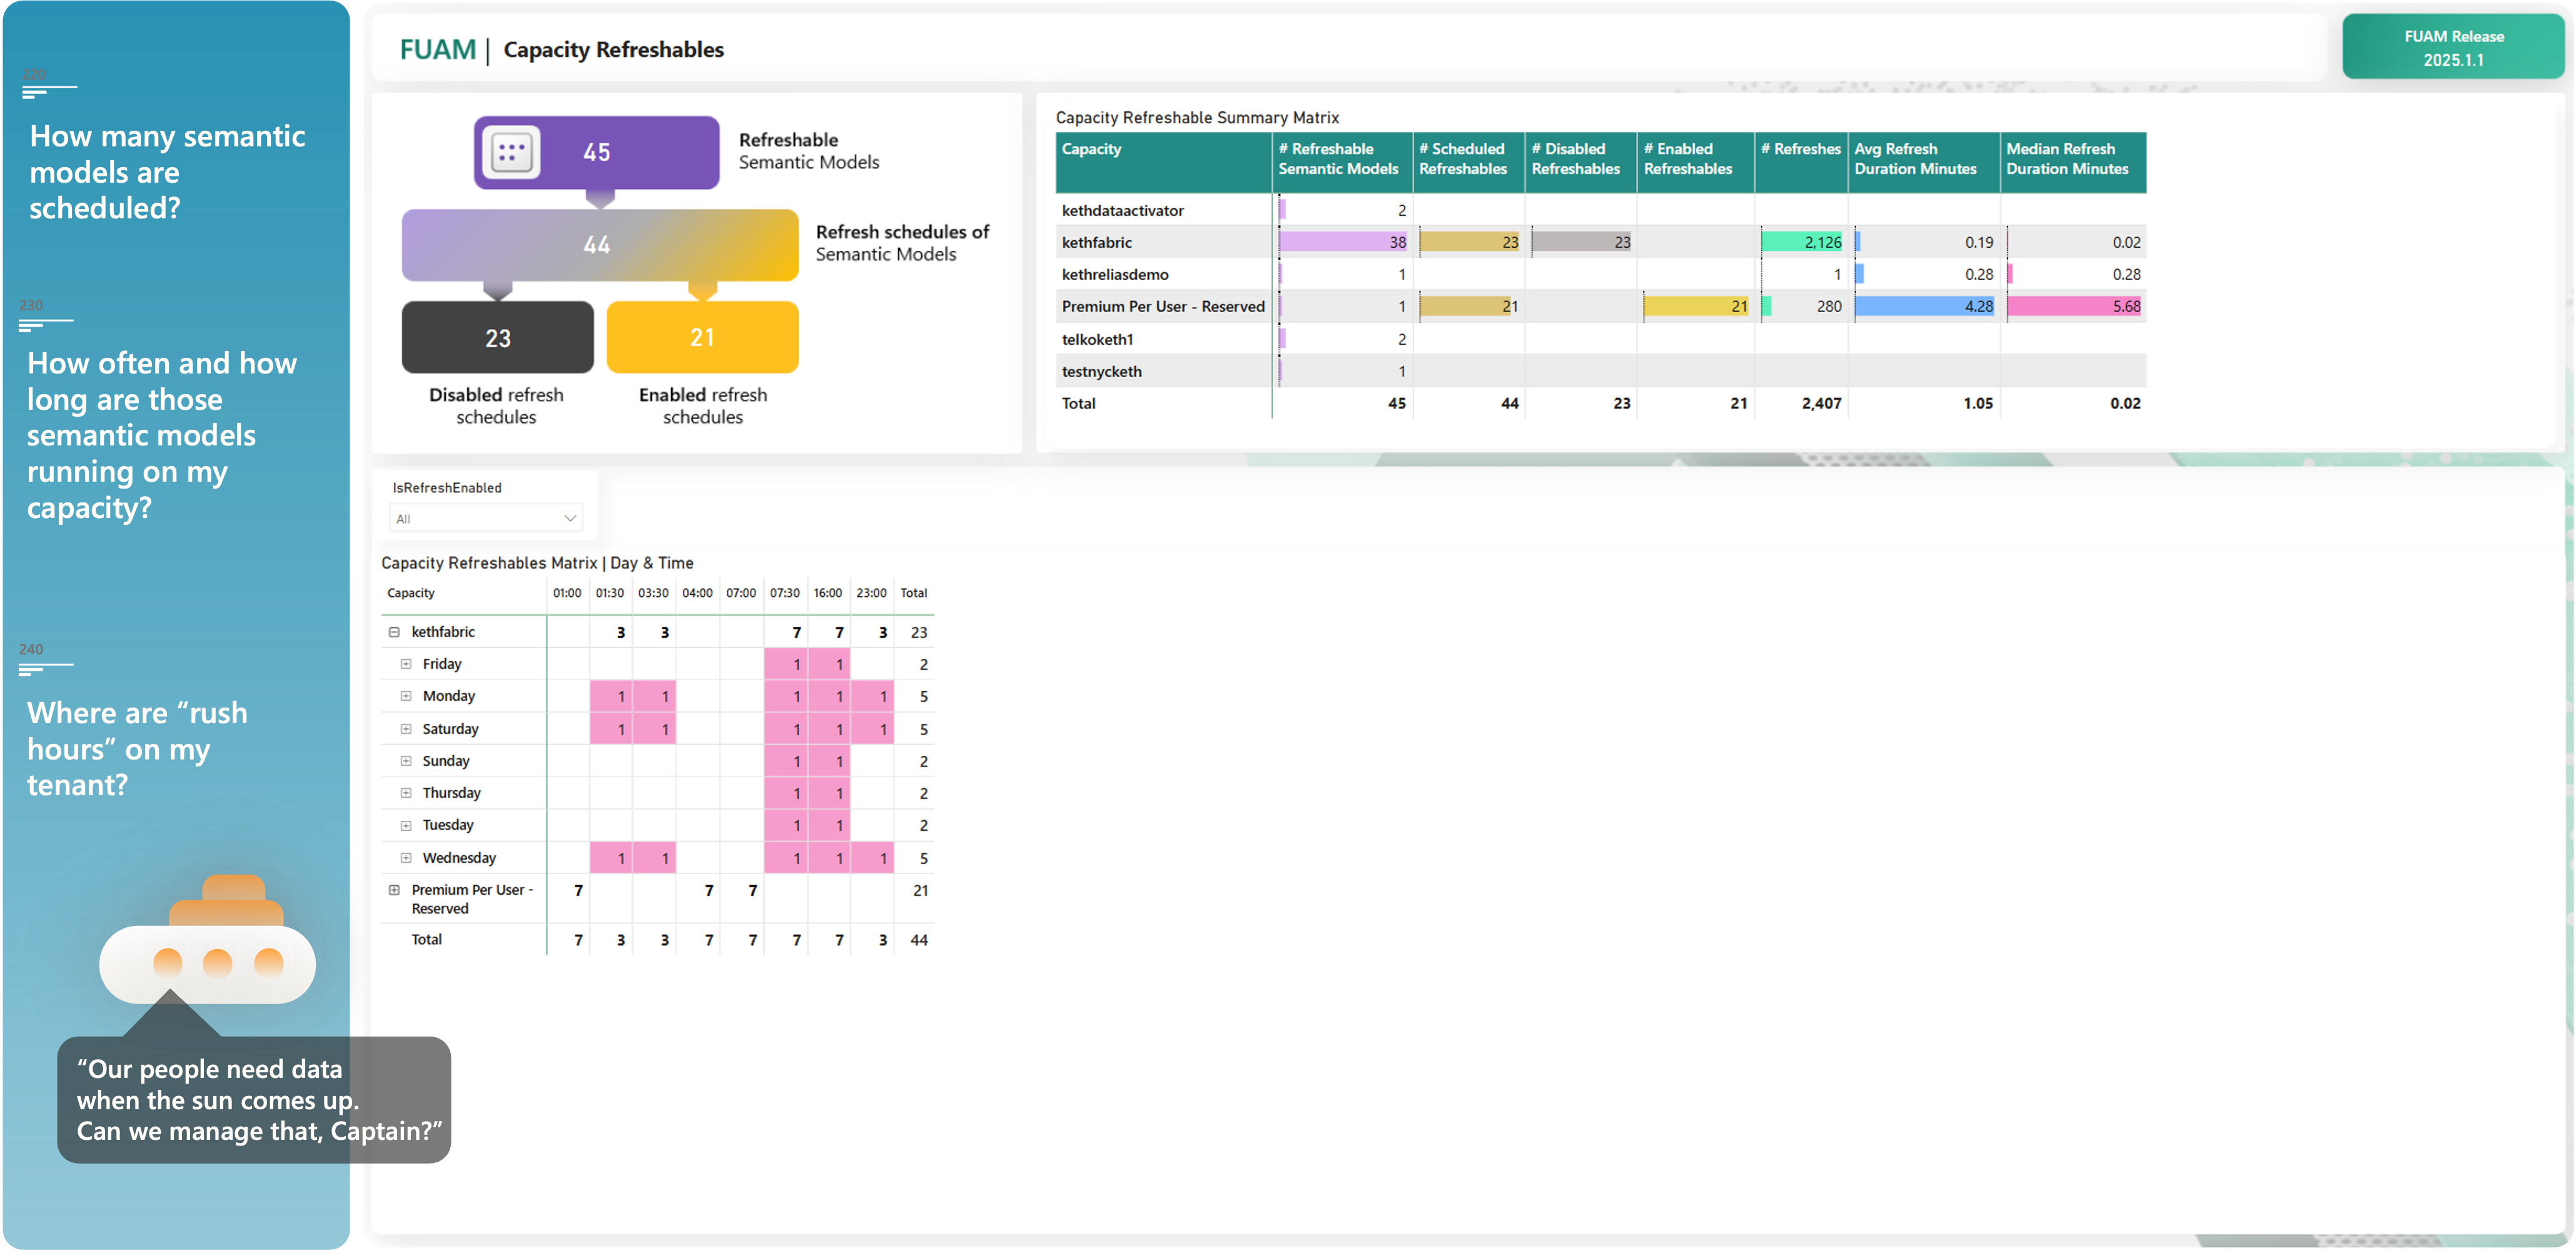 220
How many semantic
models are
scheduled?
230
How often and how
long are those
semantic models
running on my
capacity?
240
Where are “rush
hours” on my
tenant?
“Our people need data
when the sun comes up.
Can we manage that, Captain?”
FUAM | Capacity Refreshables
FUAM Release
2025.1.1
45
Refreshable
Semantic Models
44
Refresh schedules of
Semantic Models
23
21
Disabled refresh
schedules
Enabled refresh
schedules
Capacity Refreshable Summary Matrix
Capacity # Refreshable Semantic Models # Scheduled Refreshables # Disabled Refreshables # Enabled Refreshables # Refreshes Avg Refresh Duration Minutes Median Refresh Duration Minutes
kethdataactivator 2
kethfabric 38 23 23 2,126 0.19 0.02
kethreliasdemo 1 1 0.28 0.28
Premium Per User - Reserved 1 21 21 280 4.28 5.68
telkoketh1 2
testnycketh 1
Total 45 44 23 21 2,407 1.05 0.02
IsRefreshEnabled
All
Capacity Refreshables Matrix | Day & Time
Capacity 01:00 01:30 03:30 04:00 07:00 07:30 16:00 23:00 Total
kethfabric 3 3 7 7 3 23
Friday 1 1 2
Monday 1 1 1 1 1 5
Saturday 1 1 1 1 1 5
Sunday 1 1 2
Thursday 1 1 2
Tuesday 1 1 2
Wednesday 1 1 1 1 1 5
Premium Per User - 7 7 7 21
Reserved
Total 7 3 3 7 7 7 7 3 44